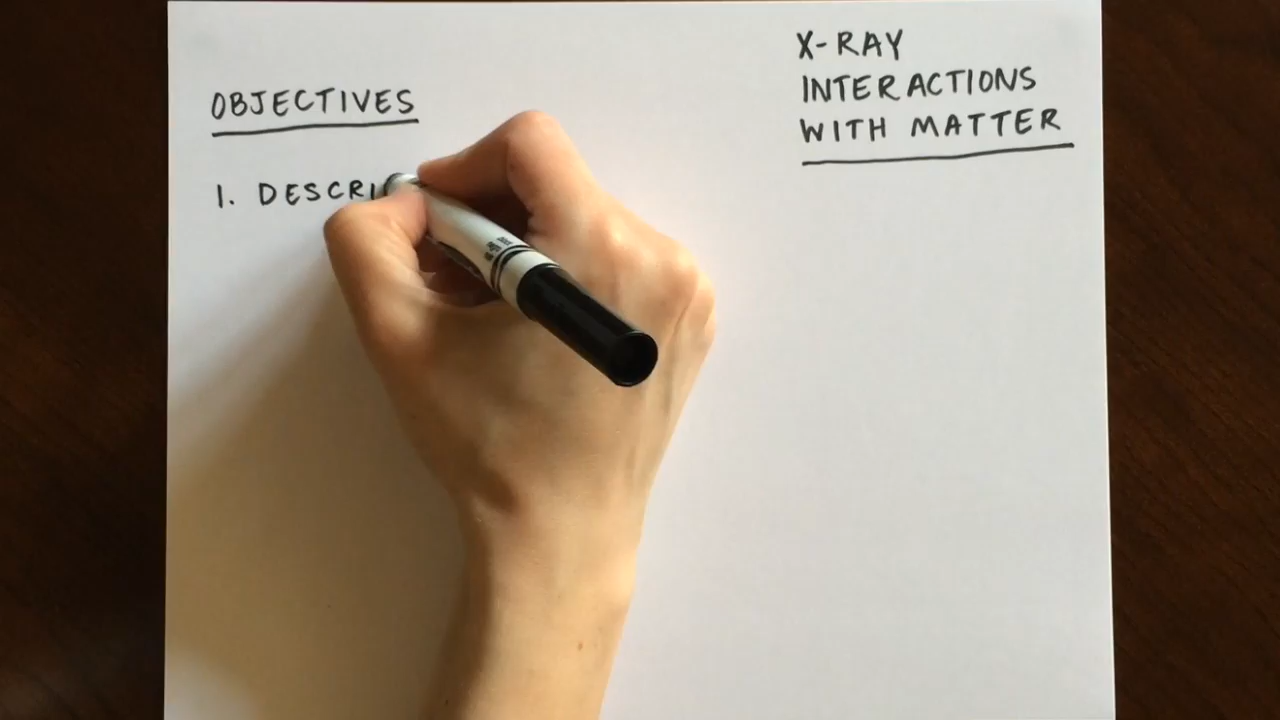 OBJECTIVES
1. DESCRI
X-RAY
INTERACTIONS
WITH MATTER